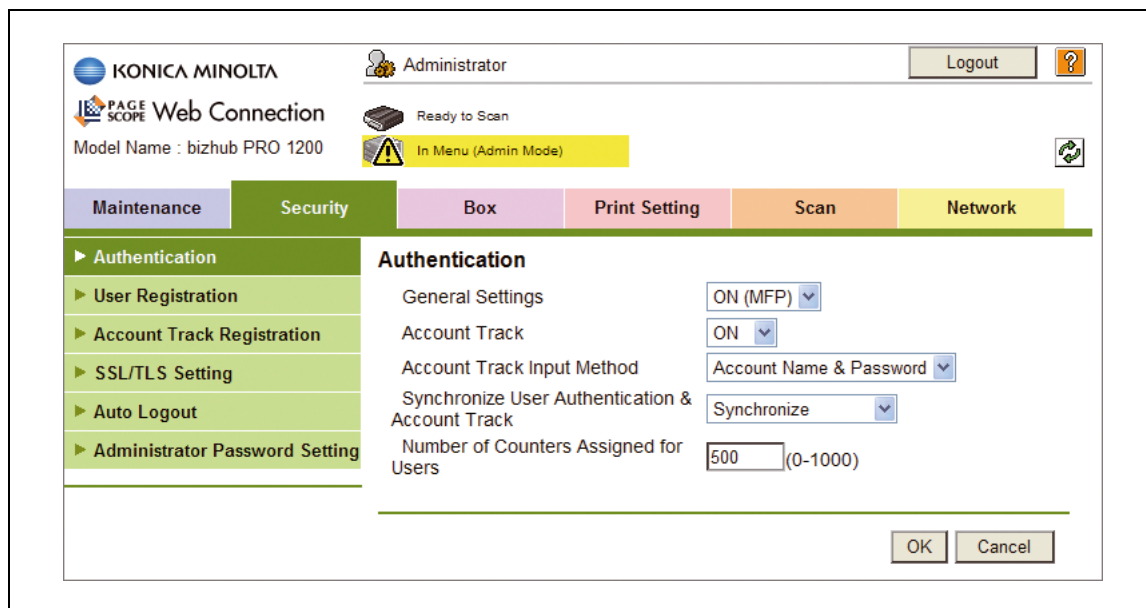 KONICA MINOLTA
Administrator
Logout
?
PAGE SCOPE Web Connection
Ready to Scan
Model Name : bizhub PRO 1200
In Menu (Admin Mode)
Maintenance
Security
Box
Print Setting
Scan
Network
Authentication
User Registration
Account Track Registration
SSL/TLS Setting
Auto Logout
Administrator Password Setting
Authentication
General Settings
ON (MFP)
Account Track
ON
Account Track Input Method
Account Name & Password
Synchronize User Authentication &
Account Track
Synchronize
Number of Counters Assigned for
Users
500
(0-1000)
OK
Cancel